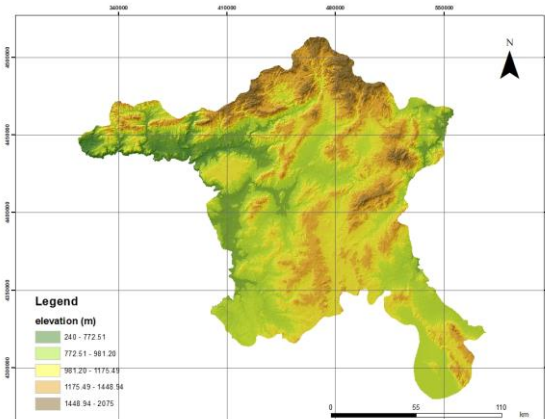 340000 410000 480000 550000
N
Legend
elevation (m)
240 - 772.51
772.51 - 981.20
981.20 - 1175.49
1175.49 - 1448.94
1448.94 - 2075
0 55 110
km